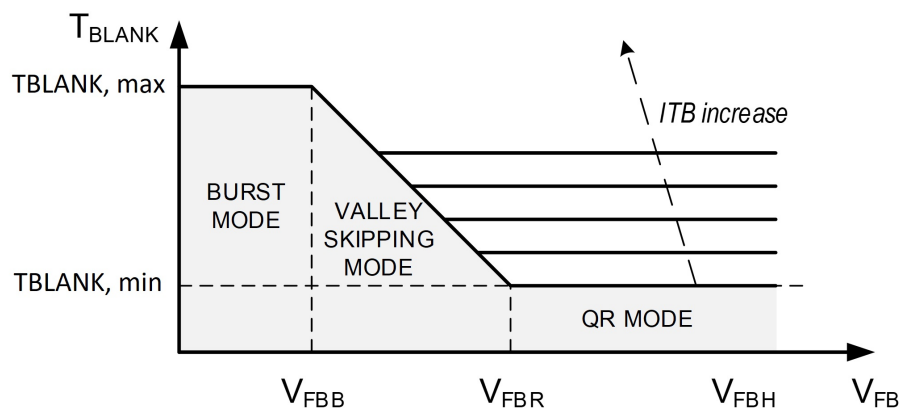 TBLANK
TBLANK, max
ITB increase
BURST
MODE
VALLEY
SKIPPING
MODE
TBLANK, min
QR MODE
VFBB
VFBR
VFBH
VFB